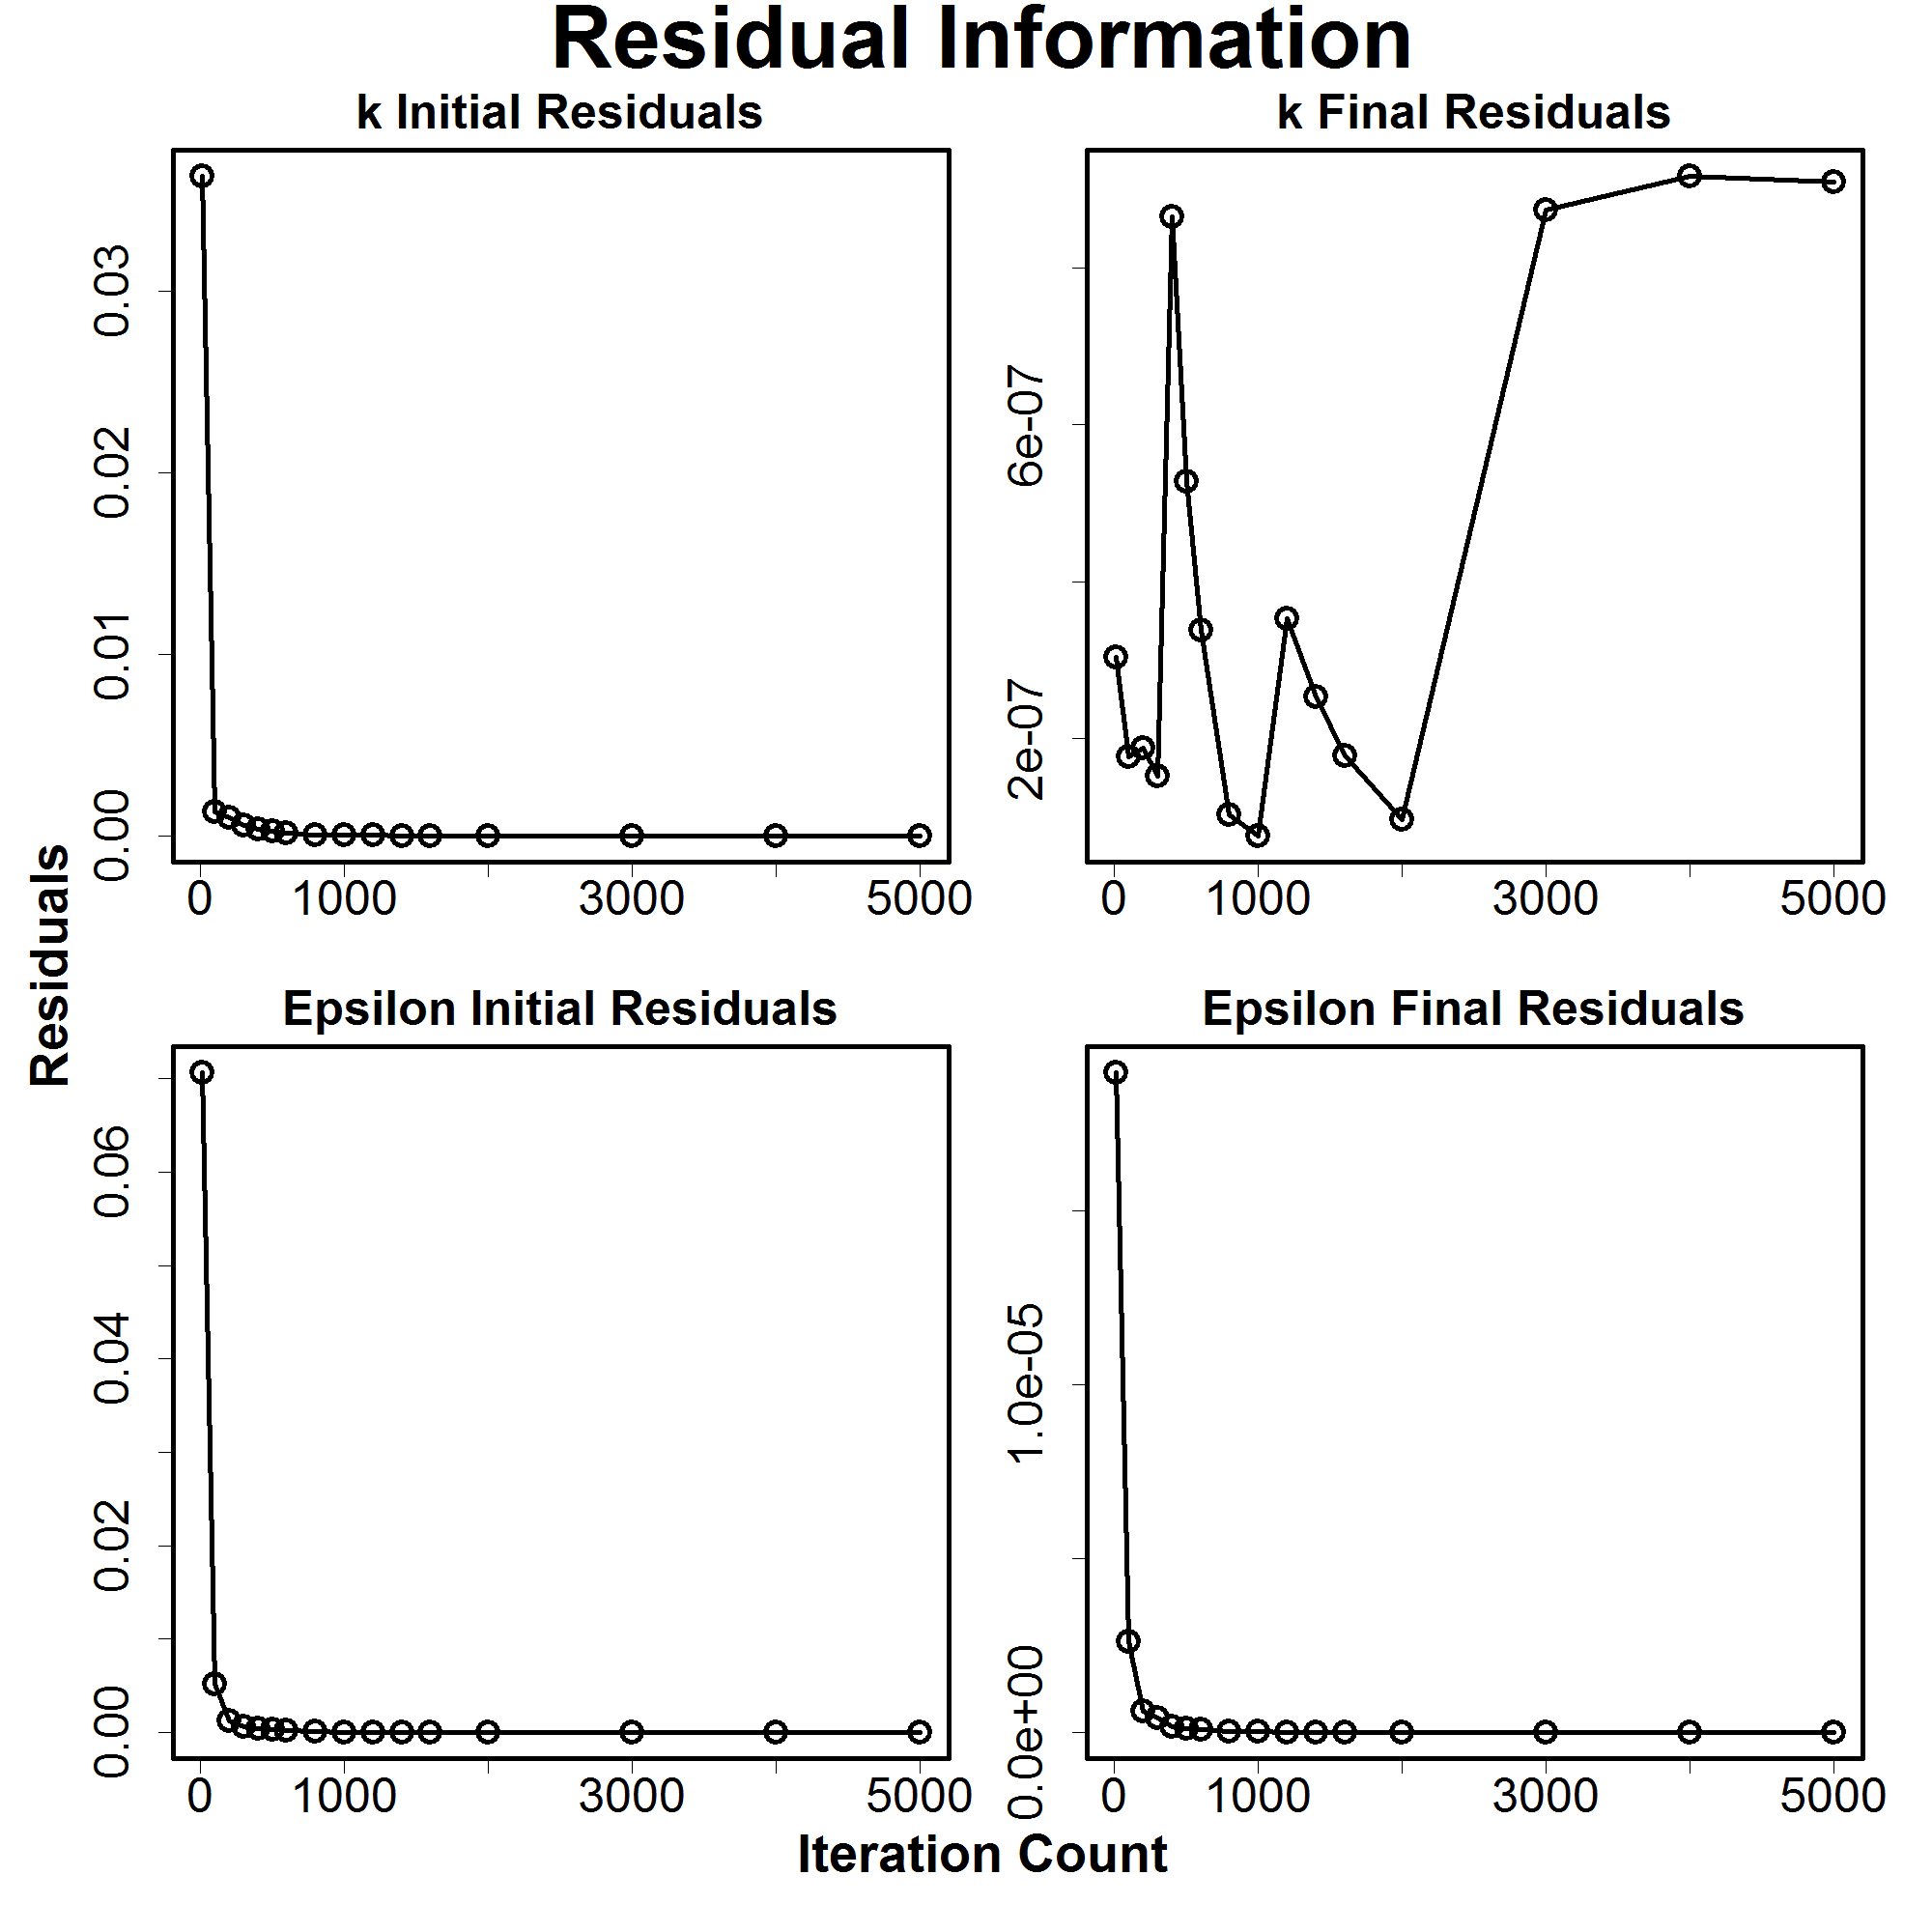 Residual Information
k Initial Residuals
0.03
0.02
0.01
0.00
0 1000 3000 5000
k Final Residuals
6e-07
2e-07
0 1000 3000 5000
Residuals
Epsilon Initial Residuals
0.06
0.04
0.02
0.00
0 1000 3000 5000
Epsilon Final Residuals
1.0e-05
0.0e+00
0 1000 3000 5000
Iteration Count